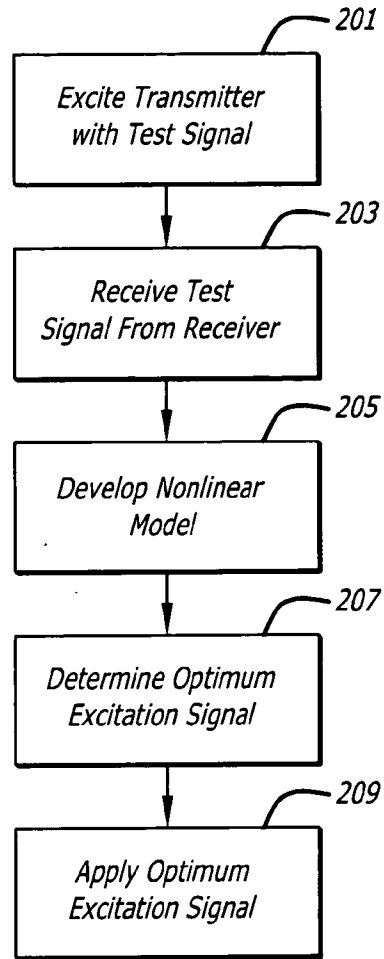 201
Excite Transmitter
with Test Signal
203
Receive Test
Signal From Receiver
205
Develop Nonlinear
Model
207
Determine Optimum
Excitation Signal
209
Apply Optimum
Excitation Signal